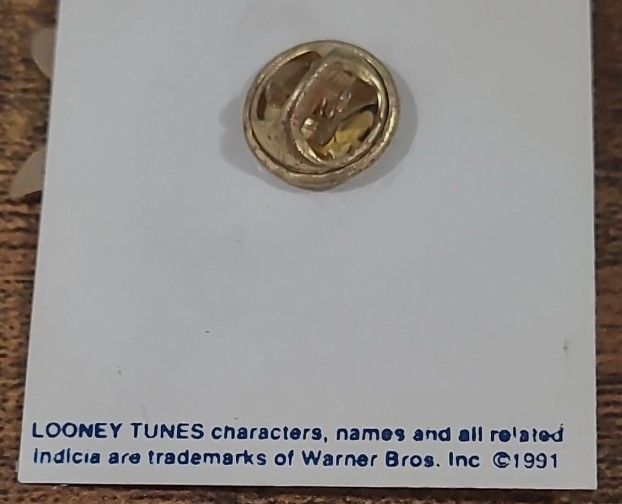 LOONEY TUNES characters, names and all related
indicia are trademarks of Warner Bros. Inc ©1991